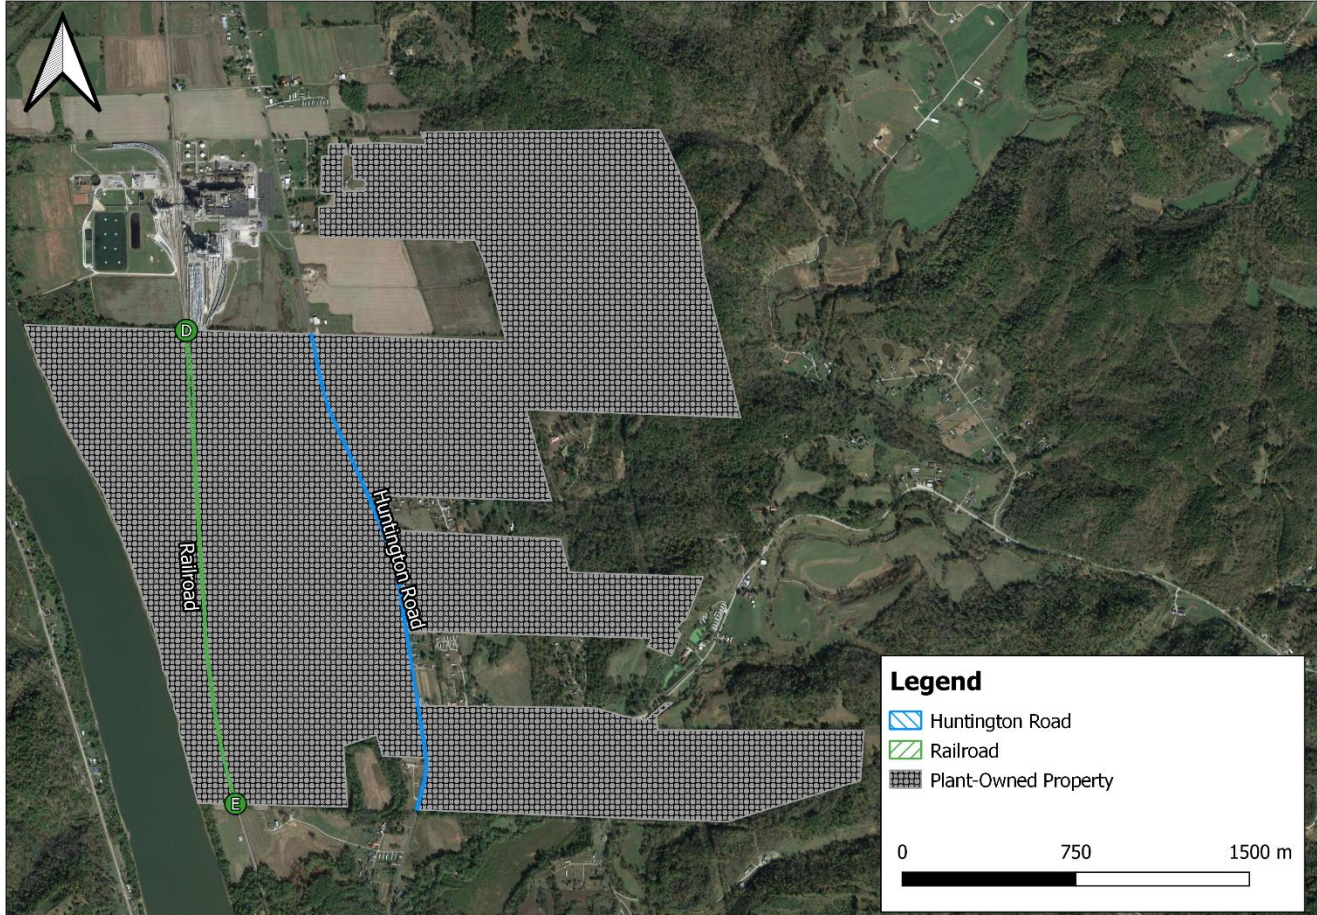 D
Huntington Road
Railroad
E
Legend
Huntington Road
Railroad
Plant-Owned Property
0 750 1500 m